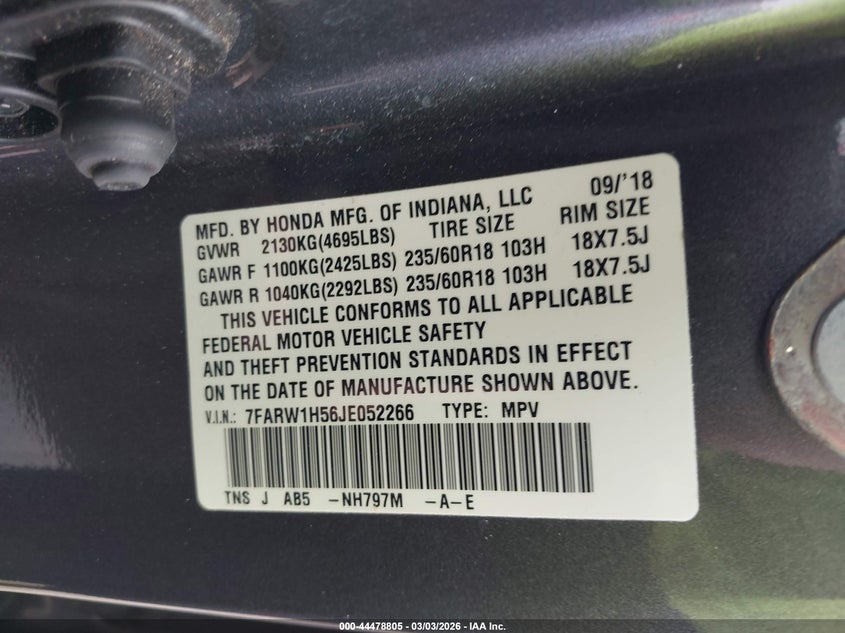 09/'18
MFD. BY HONDA MFG. OF INDIANA, LLC
GVWR 2130KG(4695LBS) TIRE SIZE RIM SIZE
GAWR F 1100KG(2425LBS) 235/60R18 103H 18X7.5J
GAWR R 1040KG(2292LBS) 235/60R18 103H 18X7.5J
THIS VEHICLE CONFORMS TO ALL APPLICABLE
FEDERAL MOTOR VEHICLE SAFETY
AND THEFT PREVENTION STANDARDS IN EFFECT
ON THE DATE OF MANUFACTURE SHOWN ABOVE.
V.I.N.: 7FARW1H56JE052266 TYPE: MPV
TNS J AB5 -NH797M -A-E
000-44478805 - 03/03/2026 - IAA Inc.